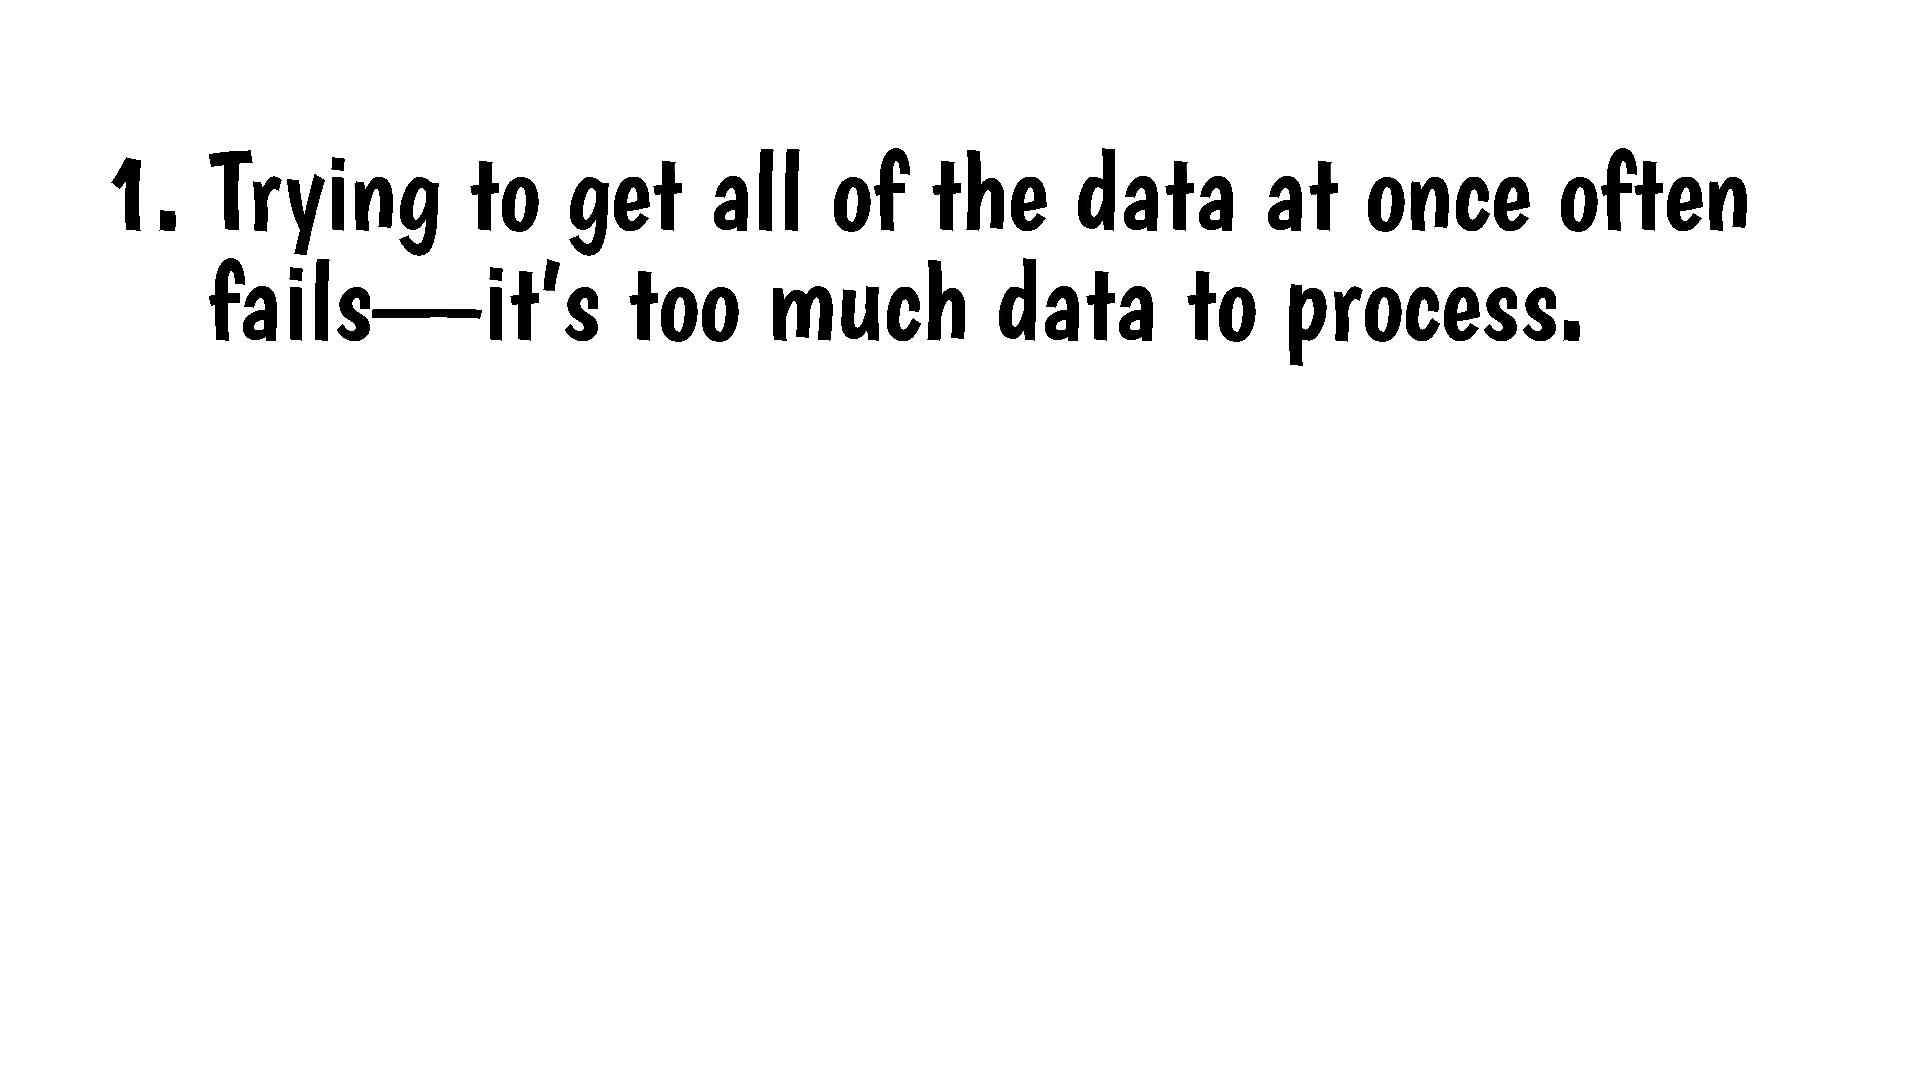 1. Trying to get all of the data at once often
fails—it's too much data to process.